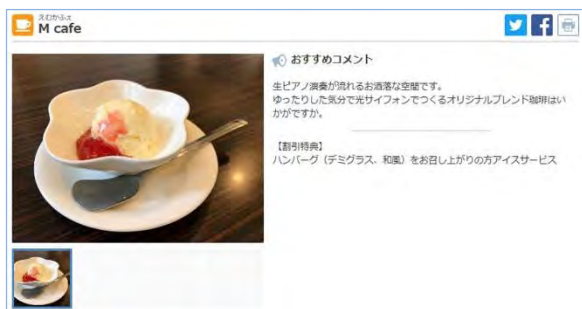 えむかふぇ
M cafe
おすすめコメント
生ピアノ演奏が流れるお洒落な空間です。
ゆったりした気分で光サイフォンでつくるオリジナルブレンド珈琲はい
かがですか。
【割引特典】
ハンバーグ（デミグラス、和風）をお召し上がりの方アイスサービス